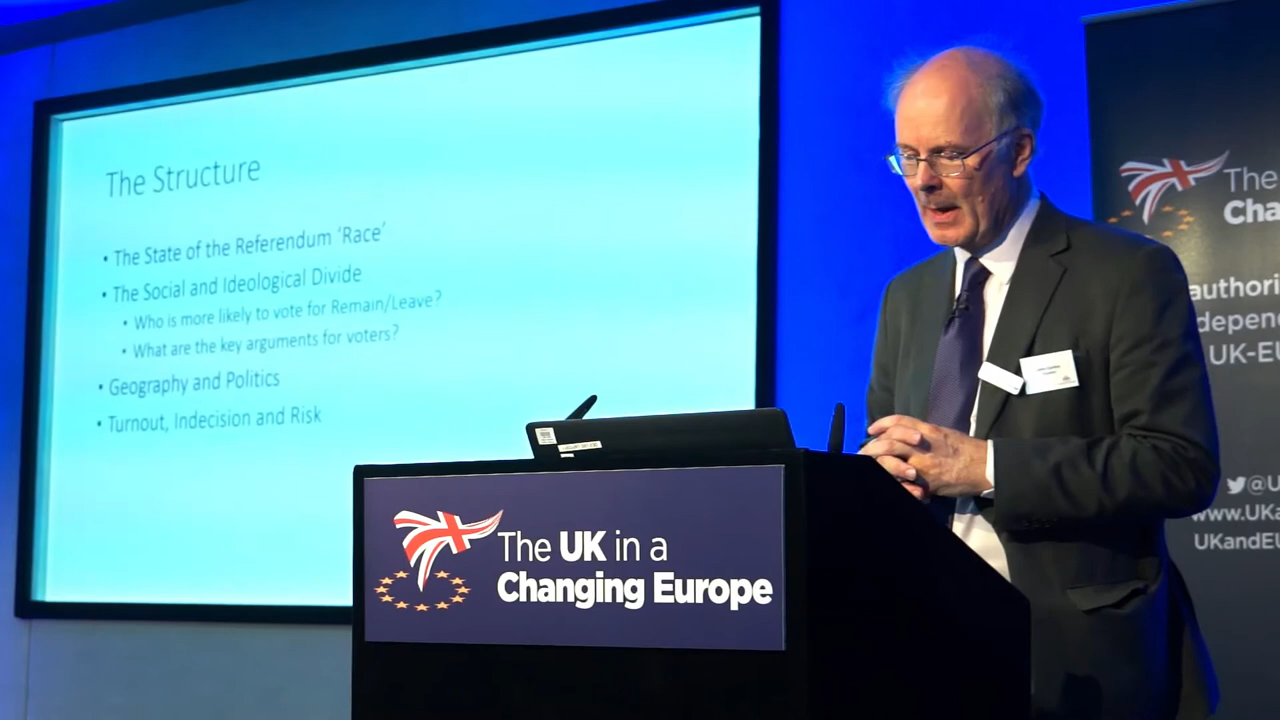 The Structure
• The State of the Referendum ‘Race’
• The Social and Ideological Divide
• Who is more likely to vote for Remain/Leave?
• What are the key arguments for voters?
• Geography and Politics
• Turnout, Indecision and Risk
The UK in a
Changing Europe
The
Cha
authori
depen
UK-EU
@U
www.UKa
UKandEU